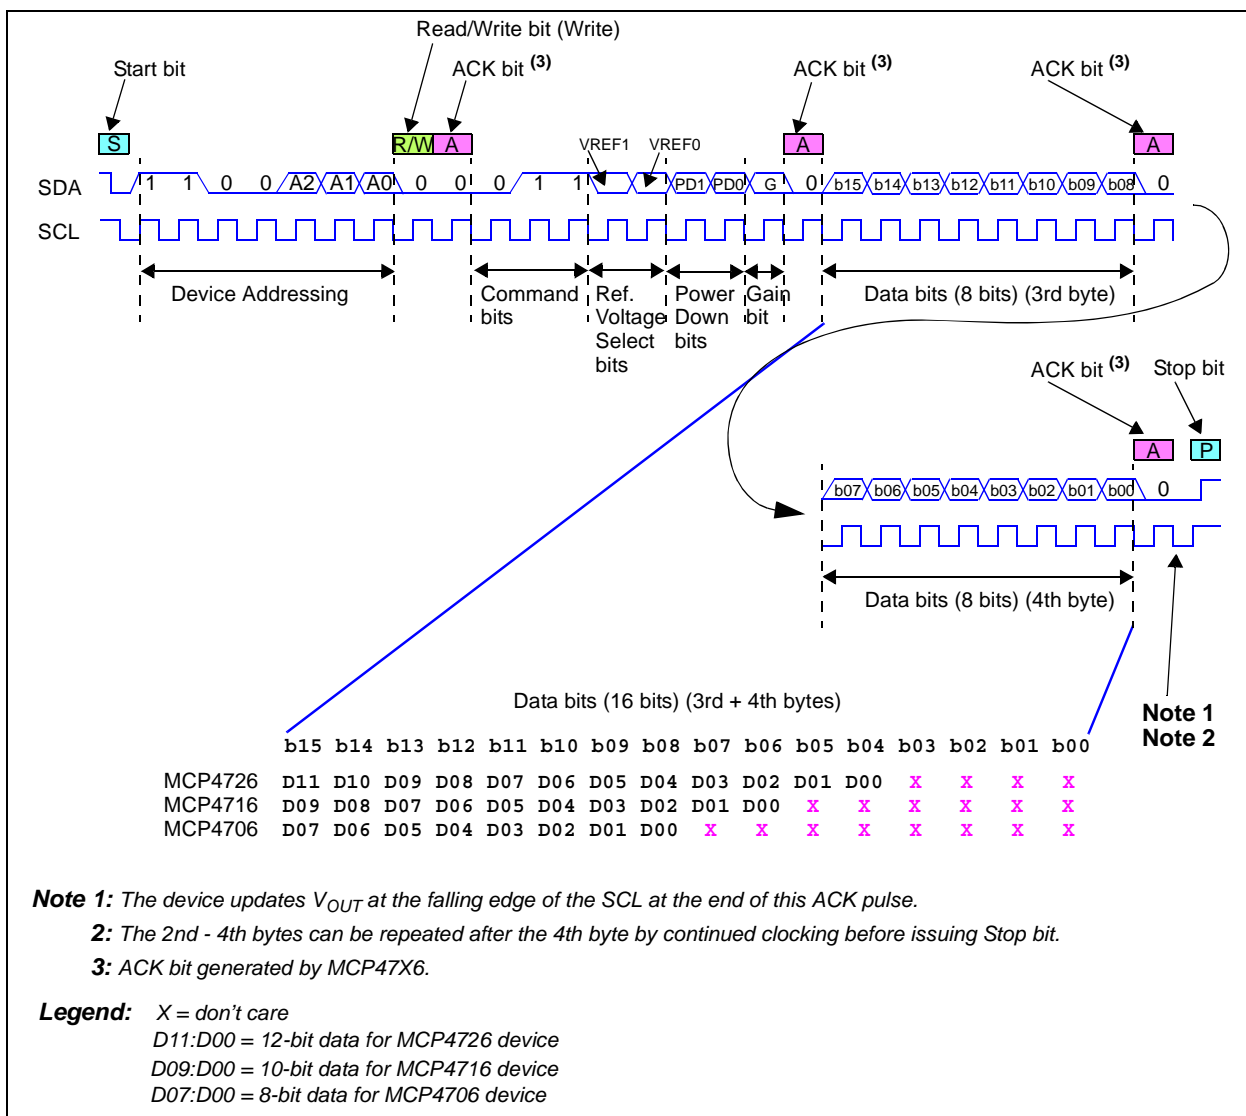 Read/Write bit (Write)
Start bit
ACK bit (3)
ACK bit (3)
ACK bit (3)
S
R/W A
A
A
VREF1 VREF0
SDA 1 1 0 0 A2 A1 A0 0 0 0 1 1 PD1 PD0 G 0 b15 b14 b13 b12 b11 b10 b09 b08 0
SCL
Device Addressing
Command bits
Ref. Voltage Select bits
Power Down bits
Gain bit
Data bits (8 bits) (3rd byte)
ACK bit (3)
Stop bit
A P
b07 b06 b05 b04 b03 b02 b01 b00 0
Data bits (8 bits) (4th byte)
Note 1
Note 2
Data bits (16 bits) (3rd + 4th bytes)
b15 b14 b13 b12 b11 b10 b09 b08 b07 b06 b05 b04 b03 b02 b01 b00
MCP4726 D11 D10 D09 D08 D07 D06 D05 D04 D03 D02 D01 D00 X X X X
MCP4716 D09 D08 D07 D06 D05 D04 D03 D02 D01 D00 X X X X X X
MCP4706 D07 D06 D05 D04 D03 D02 D01 D00 X X X X X X X X
Note 1: The device updates VOUT at the falling edge of the SCL at the end of this ACK pulse.
2: The 2nd - 4th bytes can be repeated after the 4th byte by continued clocking before issuing Stop bit.
3: ACK bit generated by MCP47X6.
Legend: X = don't care
D11:D00 = 12-bit data for MCP4726 device
D09:D00 = 10-bit data for MCP4716 device
D07:D00 = 8-bit data for MCP4706 device